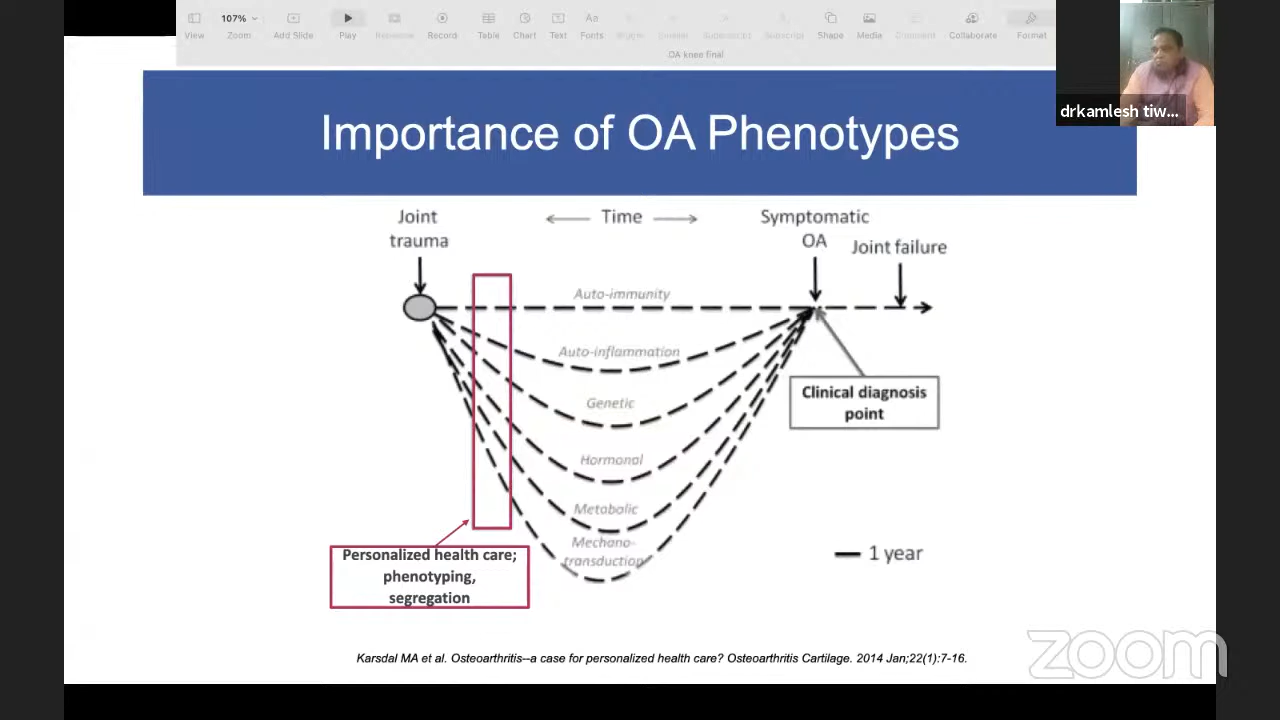 107%
View Zoom Add Slide Play Record Table Chart Text Fonts Shape Media Comment Collaborate Format
OA knee final
drkamlesh tiw...
Importance of OA Phenotypes
Joint
trauma
Time
Symptomatic
OA
Joint failure
Auto-immunity
Auto-inflammation
Genetic
Hormonal
Metabolic
Mechano-
transduction
Clinical diagnosis
point
1 year
Personalized health care;
phenotyping,
segregation
Karsdal MA et al. Osteoarthritis--a case for personalized health care? Osteoarthritis Cartilage. 2014 Jan;22(1):7-16.
zoom